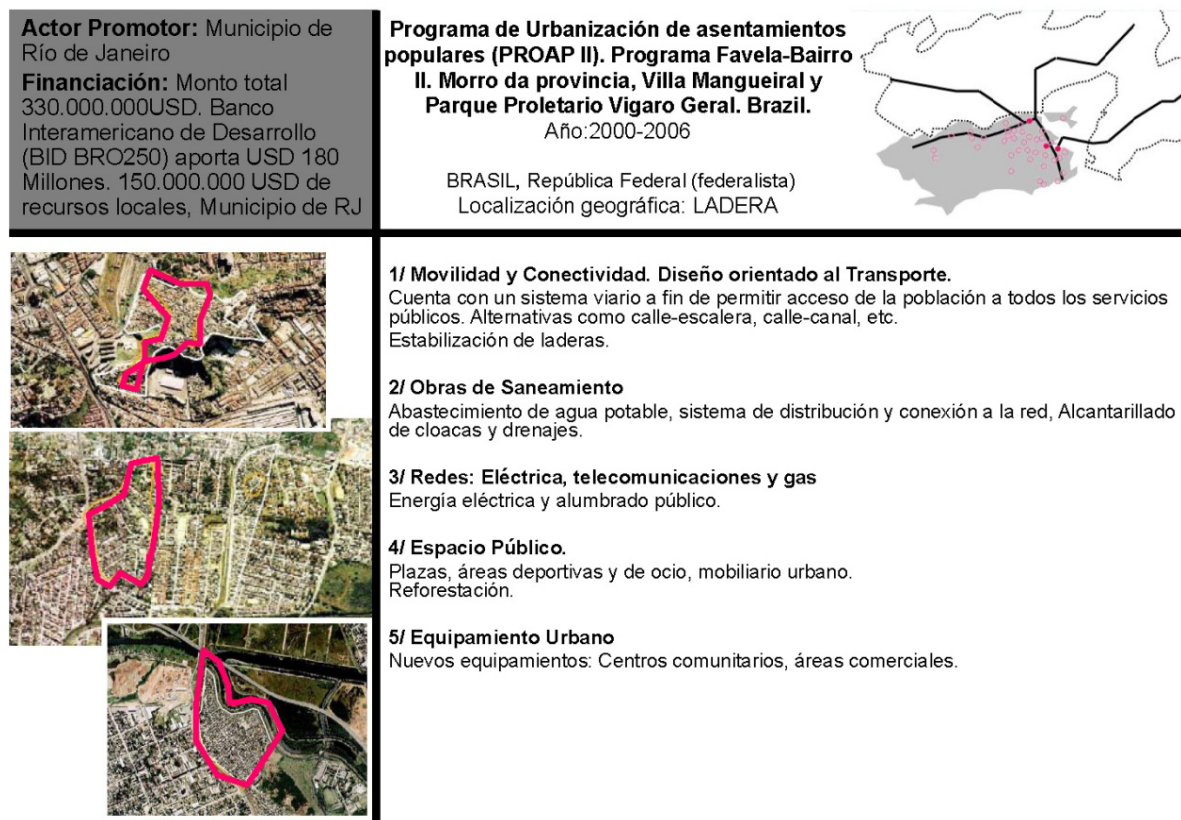 Actor Promotor: Municipio de
Río de Janeiro
Financiación: Monto total
330.000.000USD. Banco
Interamericano de Desarrollo
(BID BRO250) aporta USD 180
Millones. 150.000.000 USD de
recursos locales, Municipio de RJ
Programa de Urbanización de asentamientos
populares (PROAP II). Programa Favela-Bairro
II. Morro da provincia, Villa Mangueiral y
Parque Proletario Vigaro Geral. Brazil.
Año:2000-2006
BRASIL, República Federal (federalista)
Localización geográfica: LADERA
1/ Movilidad y Conectividad. Diseño orientado al Transporte.
Cuenta con un sistema viario a fin de permitir acceso de la población a todos los servicios
públicos. Alternativas como calle-escalera, calle-canal, etc.
Estabilización de laderas.
2/ Obras de Saneamiento
Abastecimiento de agua potable, sistema de distribución y conexión a la red, Alcantarillado
de cloacas y drenajes.
3/ Redes: Eléctrica, telecomunicaciones y gas
Energía eléctrica y alumbrado público.
4/ Espacio Público.
Plazas, áreas deportivas y de ocio, mobiliario urbano.
Reforestación.
5/ Equipamiento Urbano
Nuevos equipamientos: Centros comunitarios, áreas comerciales.